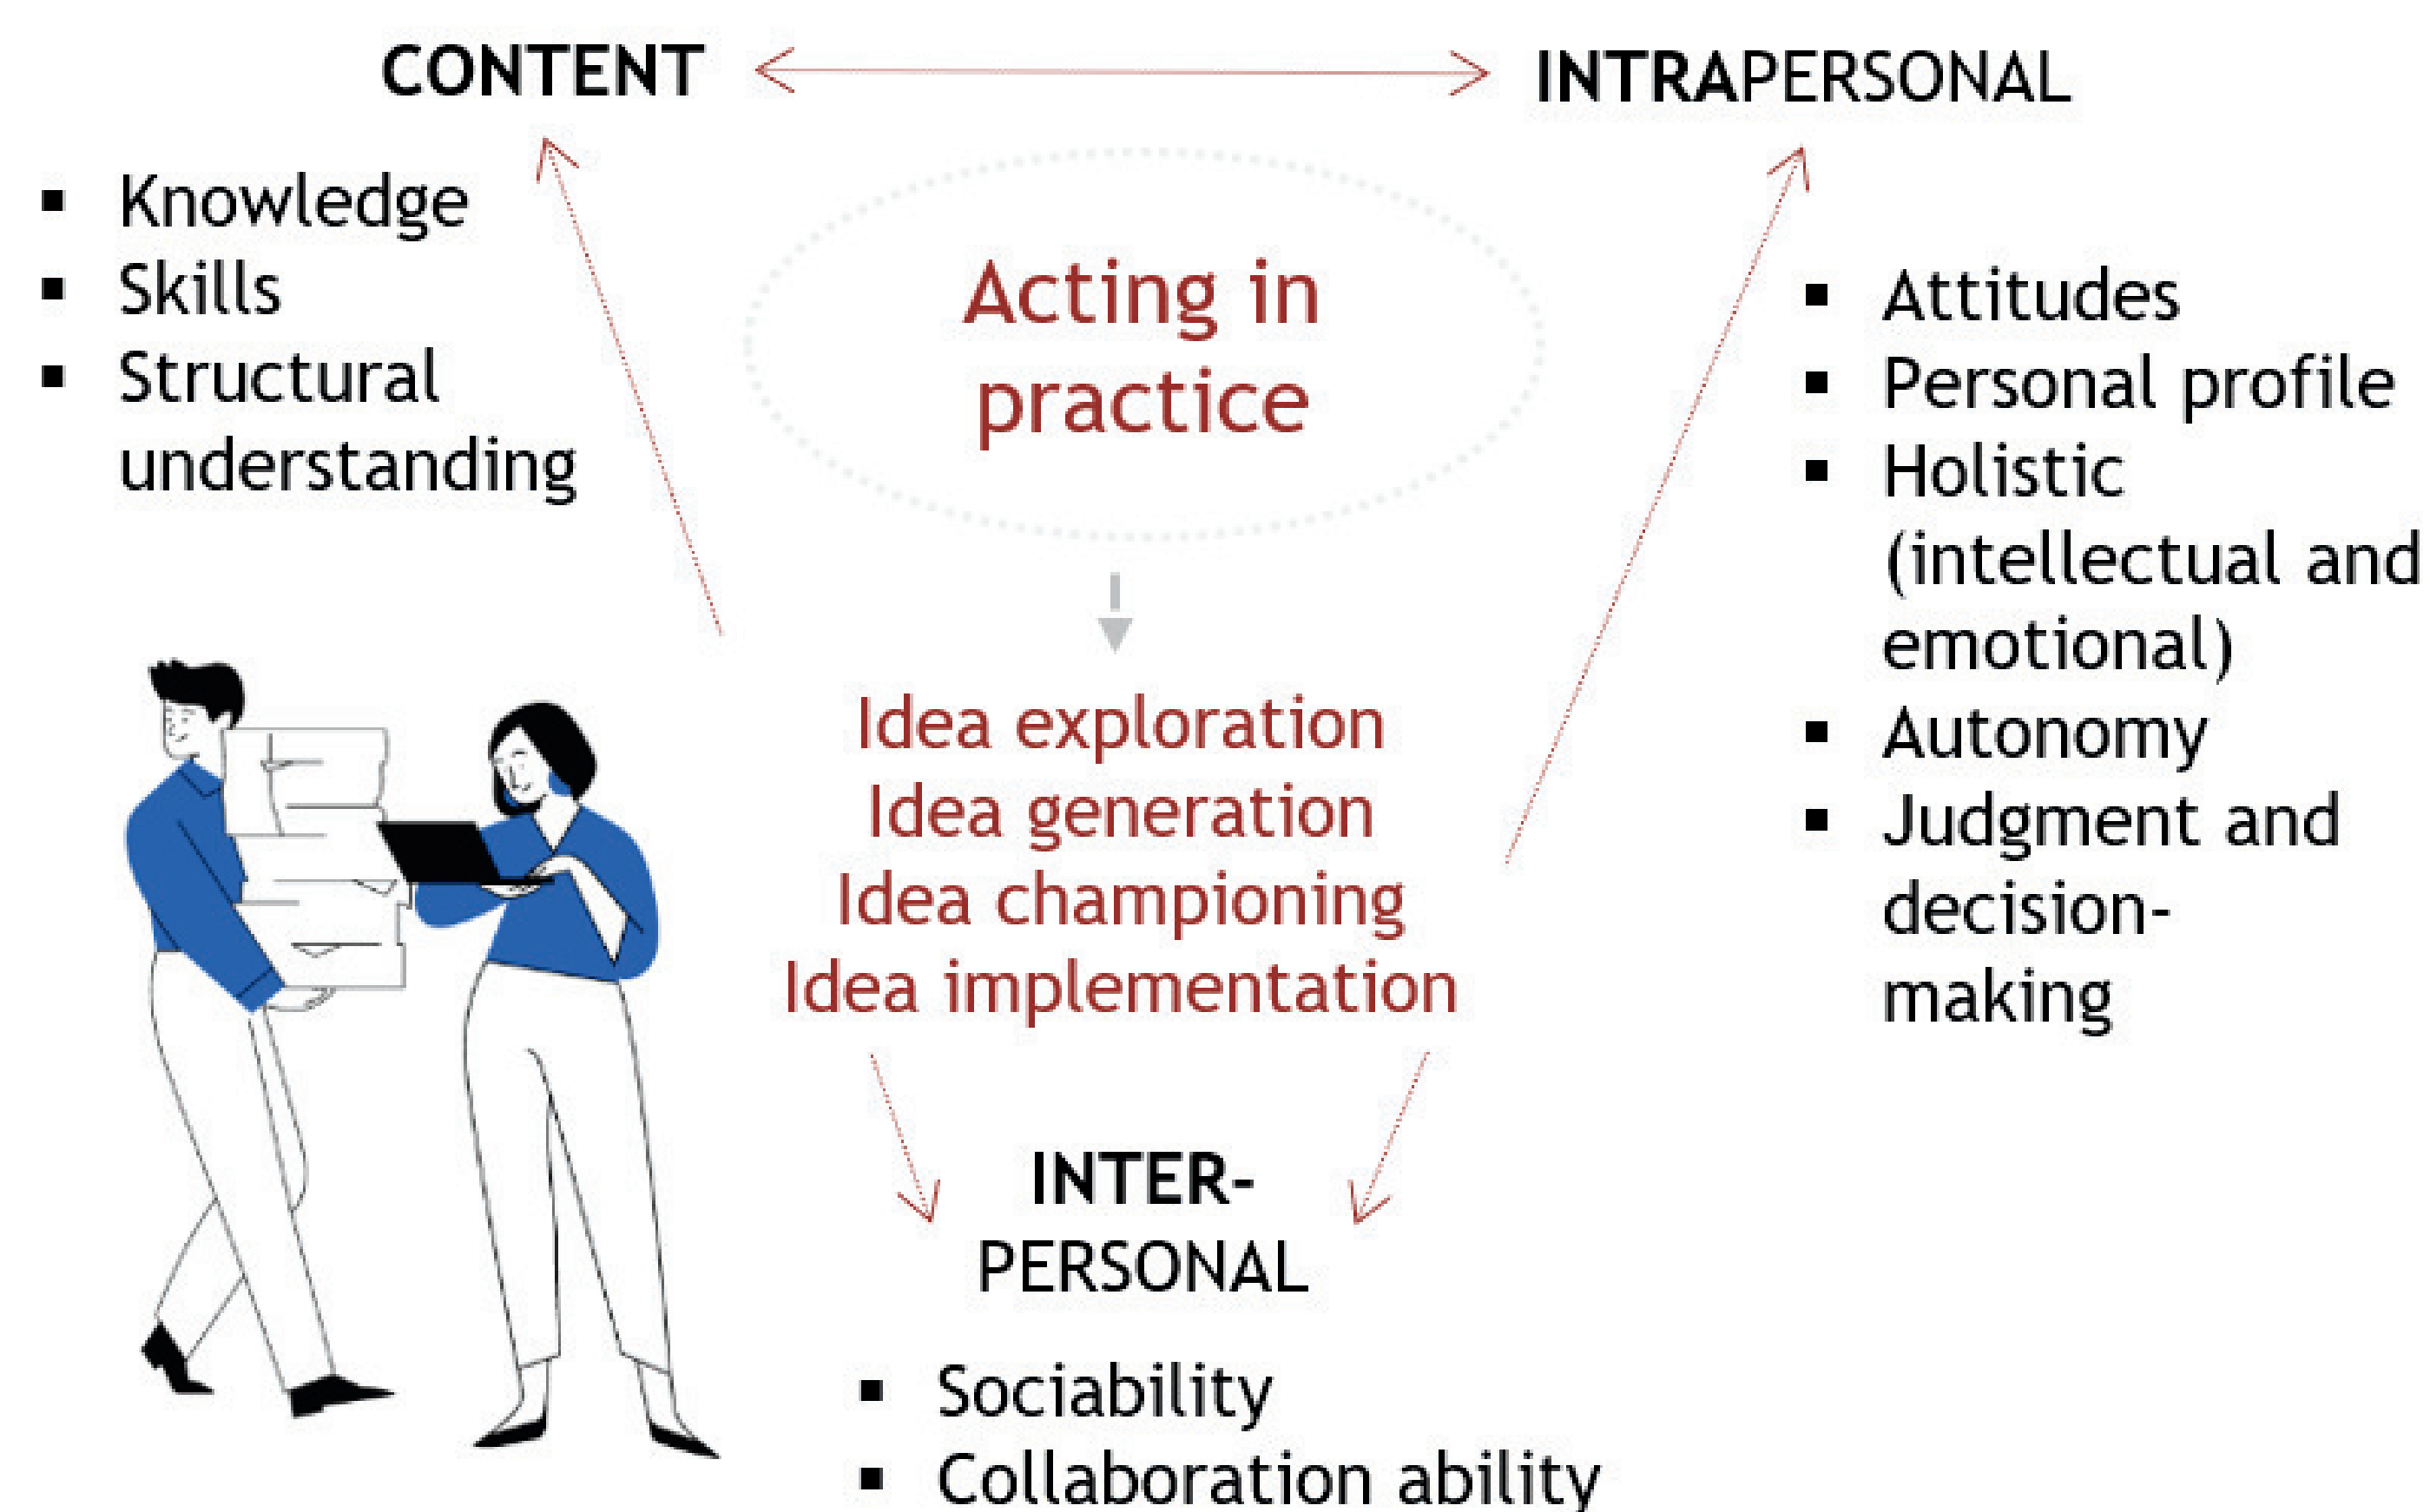 CONTENT
INTRAPERSONAL
▪ Knowledge
▪ Skills
▪ Structural
understanding
Acting in
practice
▪ Attitudes
▪ Personal profile
▪ Holistic
(intellectual and
emotional)
▪ Autonomy
▪ Judgment and
decision-
making
Idea exploration
Idea generation
Idea championing
Idea implementation
INTER-
PERSONAL
▪ Sociability
▪ Collaboration ability